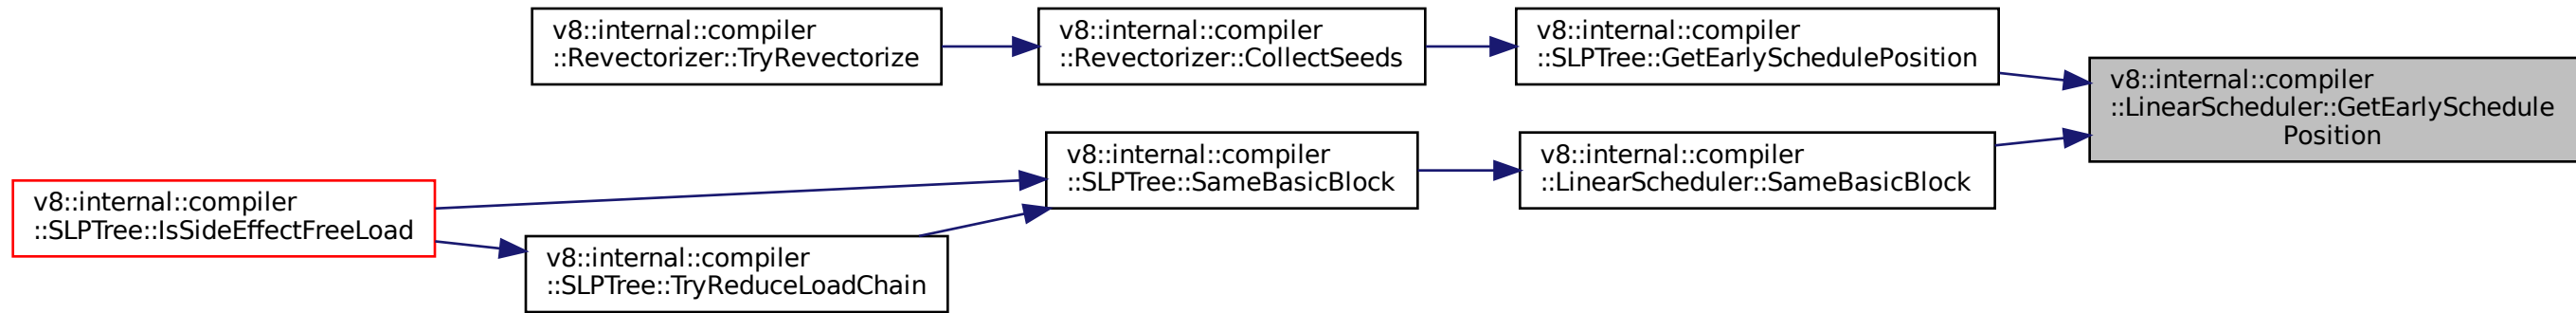 v8::internal::compiler
::Revectorizer::TryRevectorize
v8::internal::compiler
::Revectorizer::CollectSeeds
v8::internal::compiler
::SLPTree::GetEarlySchedulePosition
v8::internal::compiler
::LinearScheduler::GetEarlySchedule
Position
v8::internal::compiler
::SLPTree::IsSideEffectFreeLoad
v8::internal::compiler
::SLPTree::SameBasicBlock
v8::internal::compiler
::LinearScheduler::SameBasicBlock
v8::internal::compiler
::SLPTree::TryReduceLoadChain